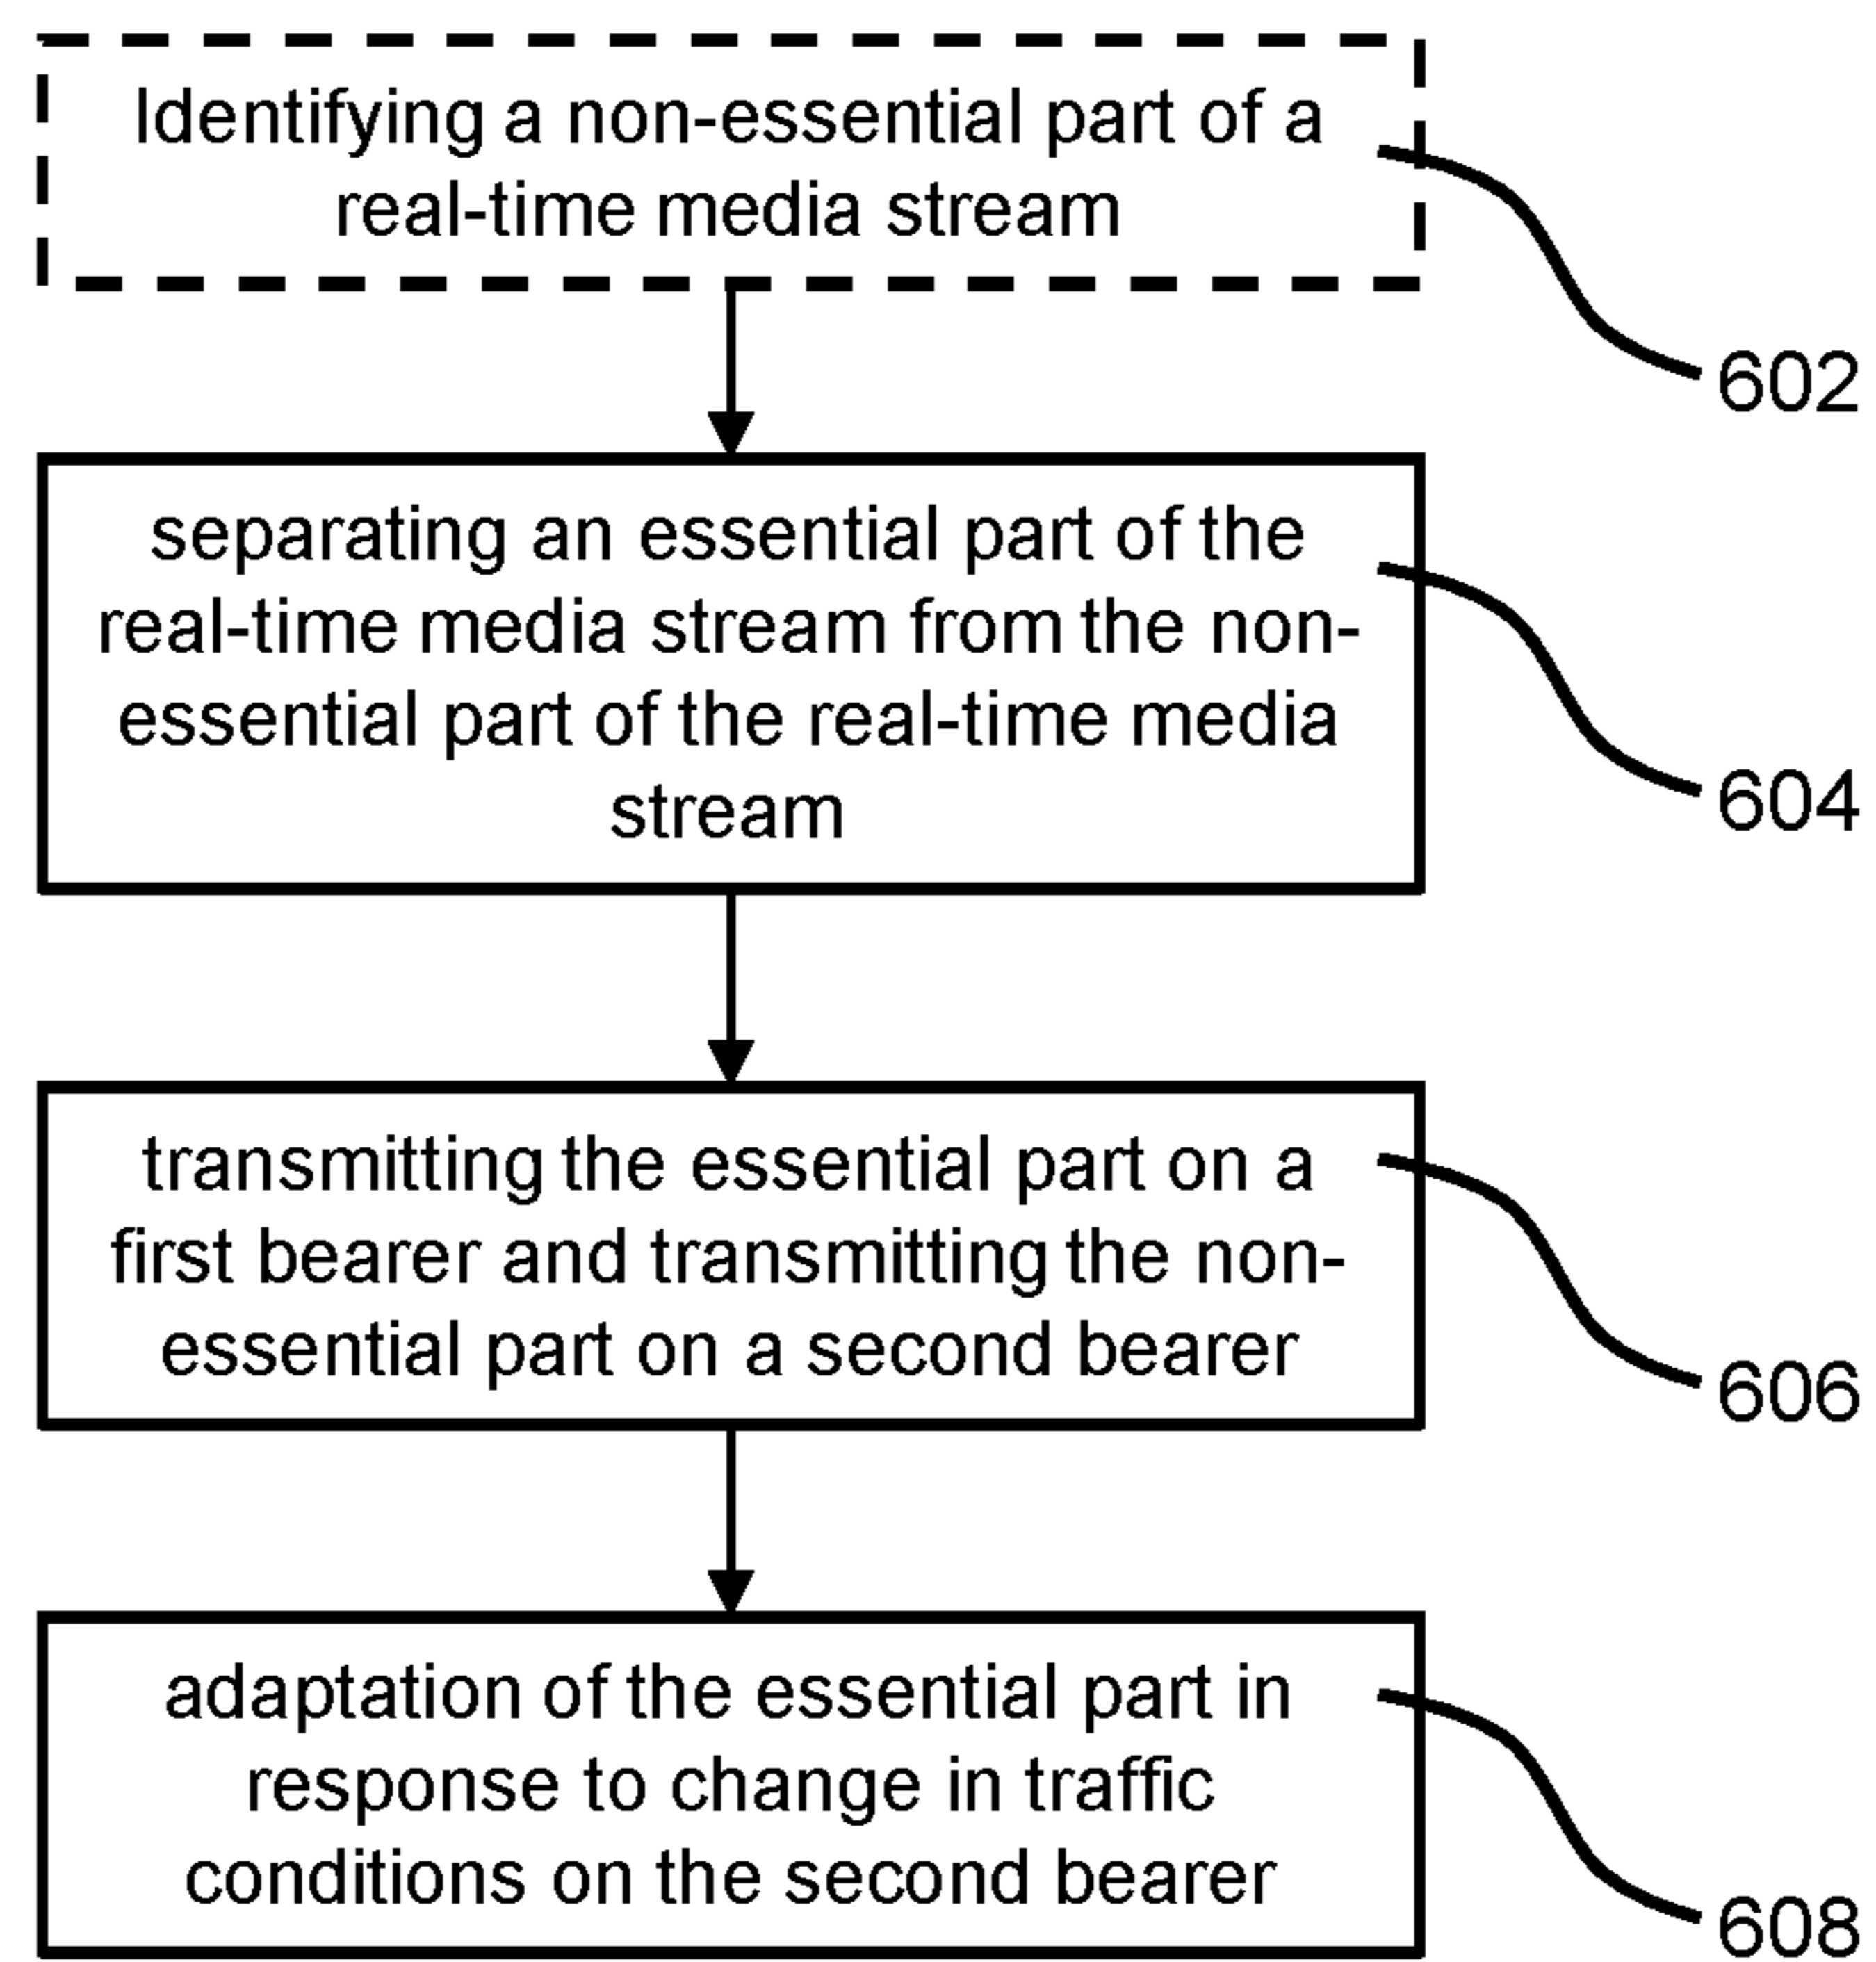 Identifying a non-essential part of a
real-time media stream
602
separating an essential part of the
real-time media stream from the non-
essential part of the real-time media
stream
604
transmitting the essential part on a
first bearer and transmitting the non-
essential part on a second bearer
606
adaptation of the essential part in
response to change in traffic
conditions on the second bearer
608